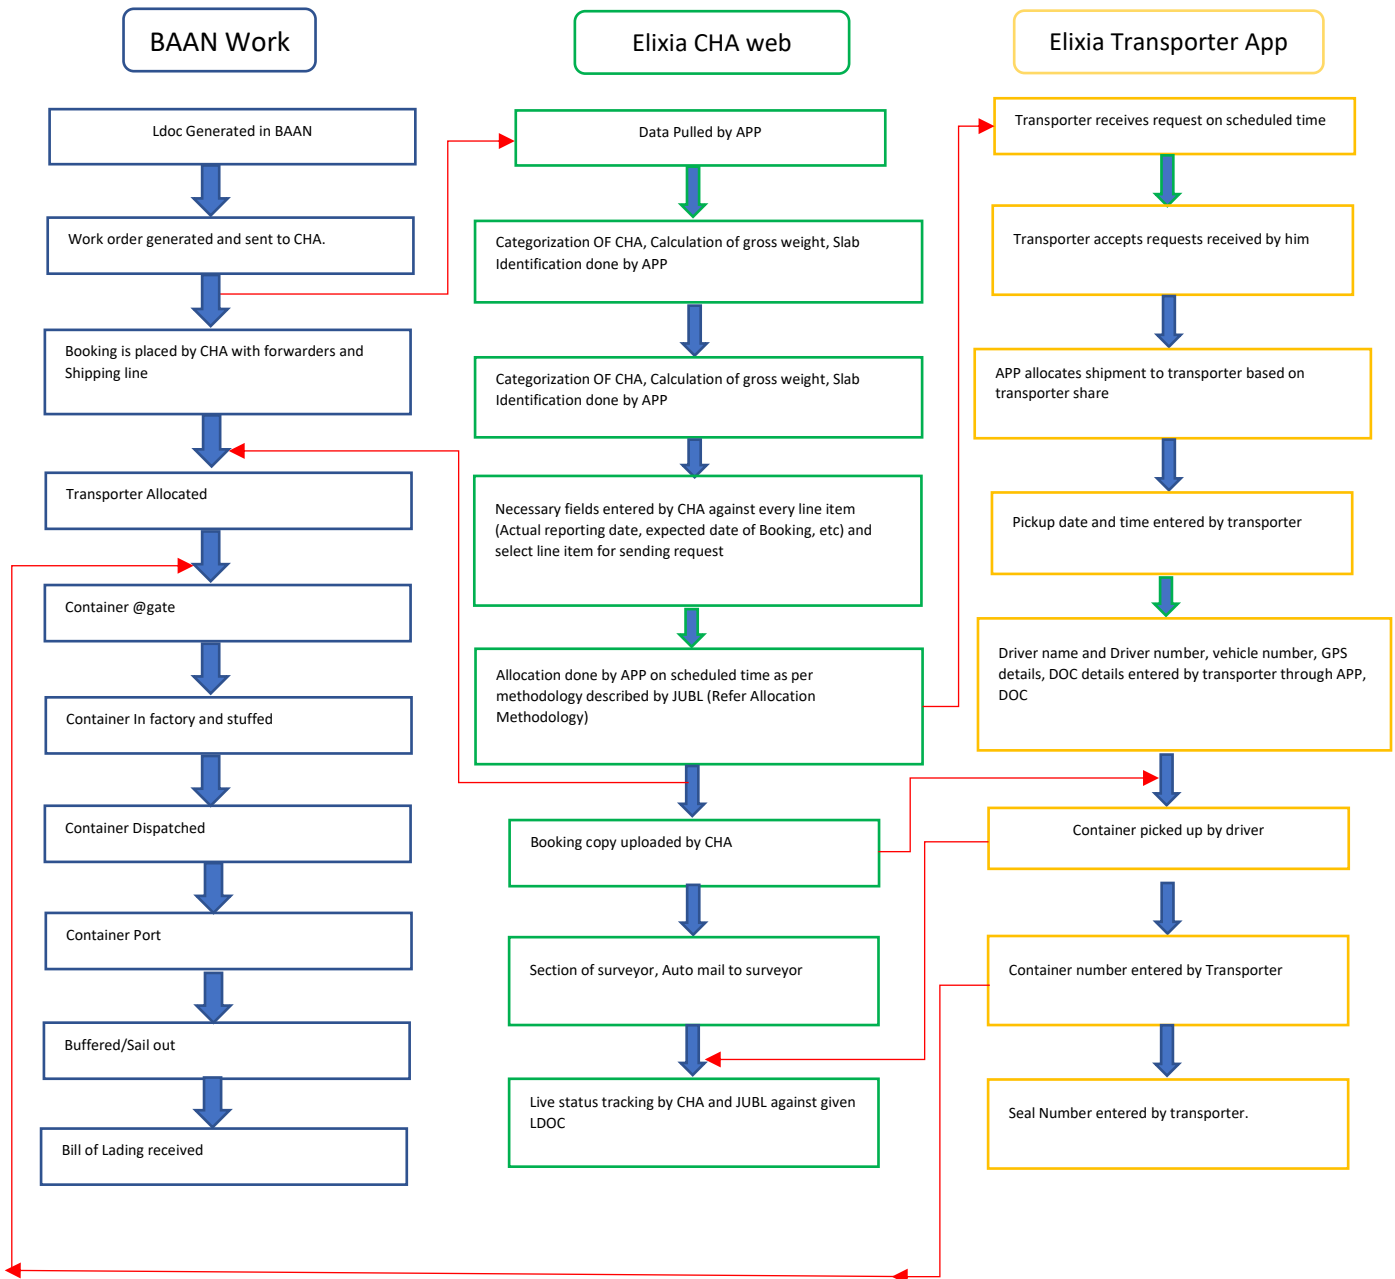 BAAN Work
Ldoc Generated in BAAN
Work order generated and sent to CHA.
Booking is placed by CHA with forwarders and
Shipping line
Transporter Allocated
Container @gate
Container In factory and stuffed
Container Dispatched
Container Port
Buffered/Sail out
Bill of Lading received
Elixia CHA web
Data Pulled by APP
Categorization OF CHA, Calculation of gross weight, Slab
Identification done by APP
Categorization OF CHA, Calculation of gross weight, Slab
Identification done by APP
Necessary fields entered by CHA against every line item
(Actual reporting date, expected date of Booking, etc) and
select line item for sending request
Allocation done by APP on scheduled time as per
methodology described by JUBL (Refer Allocation
Methodology)
Booking copy uploaded by CHA
Section of surveyor, Auto mail to surveyor
Live status tracking by CHA and JUBL against given
LDOC
Elixia Transporter App
Transporter receives request on scheduled time
Transporter accepts requests received by him
APP allocates shipment to transporter based on
transporter share
Pickup date and time entered by transporter
Driver name and Driver number, vehicle number, GPS
details, DOC details entered by transporter through APP,
DOC
Container picked up by driver
Container number entered by Transporter
Seal Number entered by transporter.